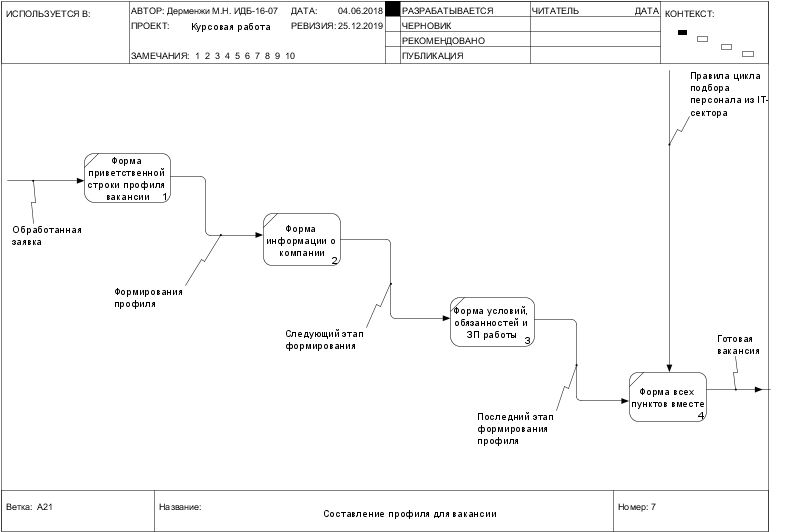 ИСПОЛЬЗУЕТСЯ В:
АВТОР: Дерменжи М.Н. ИДБ-16-07 ДАТА: 04.06.2018
ПРОЕКТ: Курсовая работа РЕВИЗИЯ: 25.12.2019
ЗАМЕЧАНИЯ: 1 2 3 4 5 6 7 8 9 10
РАЗРАБАТЫВАЕТСЯ
ЧЕРНОВИК
РЕКОМЕНДОВАНО
ПУБЛИКАЦИЯ
ЧИТАТЕЛЬ ДАТА
КОНТЕКСТ:
Правила цикла
подбора
персонала из IT-
сектора
Форма
приветственной
строки профиля
вакансии
1
Обработанная
заявка
Форма
информации о
компании
2
Формирования
профиля
Форма условий,
обязанностей и
ЗП работы
3
Следующий этап
формирования
Готовая
вакансия
Форма всех
пунктов вместе
4
Последний этап
формирования
профиля
Ветка: A21
Название:
Составление профиля для вакансии
Номер: 7